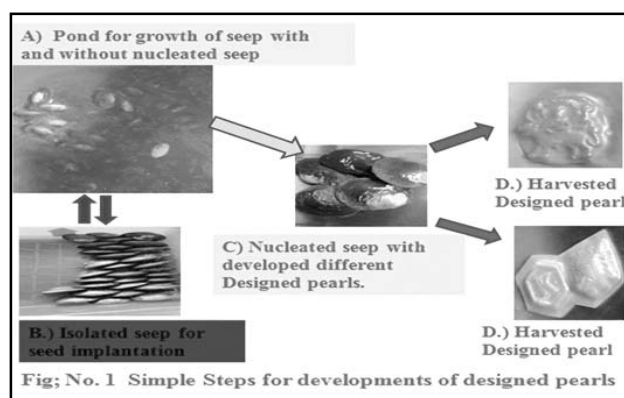 A) Pond for growth of seep with
and without nucleated seep
D.) Harvested
Designed pearl
C) Nucleated seep with
developed different
Designed pearls.
B.) Isolated seep for
seed implantation
D.) Harvested
Designed pearl
Fig; No. 1 Simple Steps for developments of designed pearls